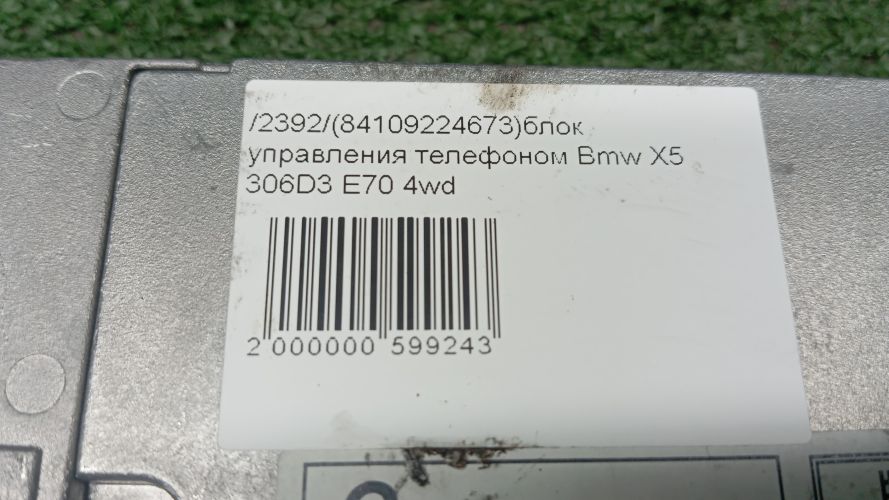 /2392/(84109224673)блок
управления телефоном Bmw X5
306D3 E70 4wd
2 000000 599243